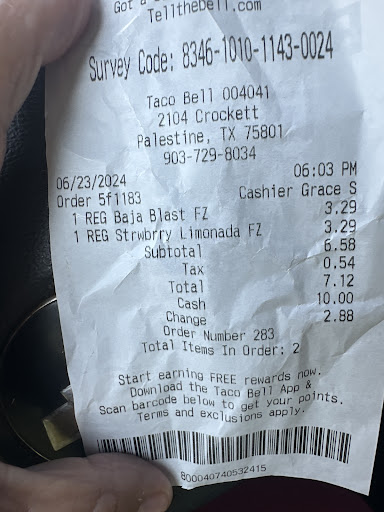 Got a
Tellthebell.com
Survey Code: 8346-1010-1143-0024
Taco Bell 004041
2104 Crockett
Palestine, TX 75801
903-729-8034
06/23/2024 06:03 PM
Order 5f1183 Cashier Grace S
1 REG Baja Blast FZ 3.29
1 REG Strwbrry Limonada FZ 3.29
Subtotal 6.58
Tax 0.54
Total 7.12
Cash 10.00
Change 2.88
Order Number 283
Total Items In Order: 2
Start earning FREE rewards now.
Download the Taco Bell App &
Scan barcode below to get your points.
Terms and exclusions apply.
800040740532415